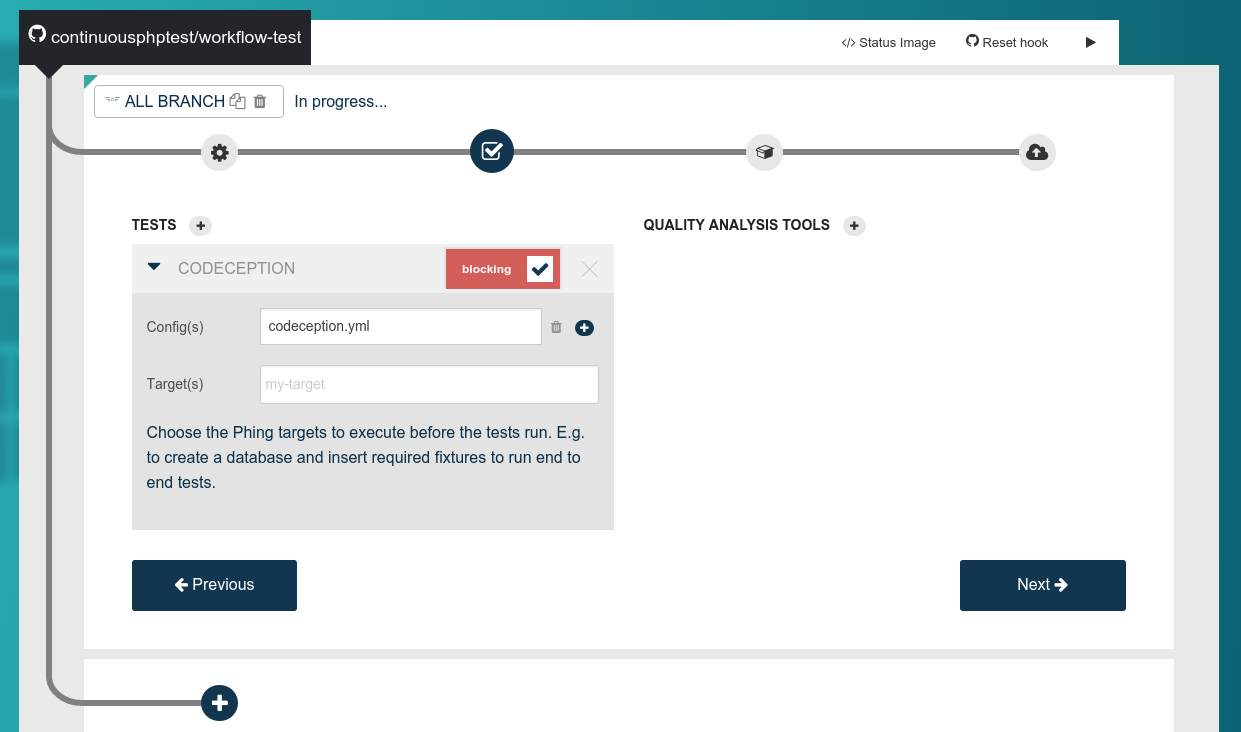 continuousphptest/workflow-test
</> Status Image
Reset hook
ALL BRANCH
In progress...
TESTS
QUALITY ANALYSIS TOOLS
CODECEPTION
blocking
Config(s)
codeception.yml
Target(s)
my-target
Choose the Phing targets to execute before the tests run. E.g.
to create a database and insert required fixtures to run end to
end tests.
Previous
Next